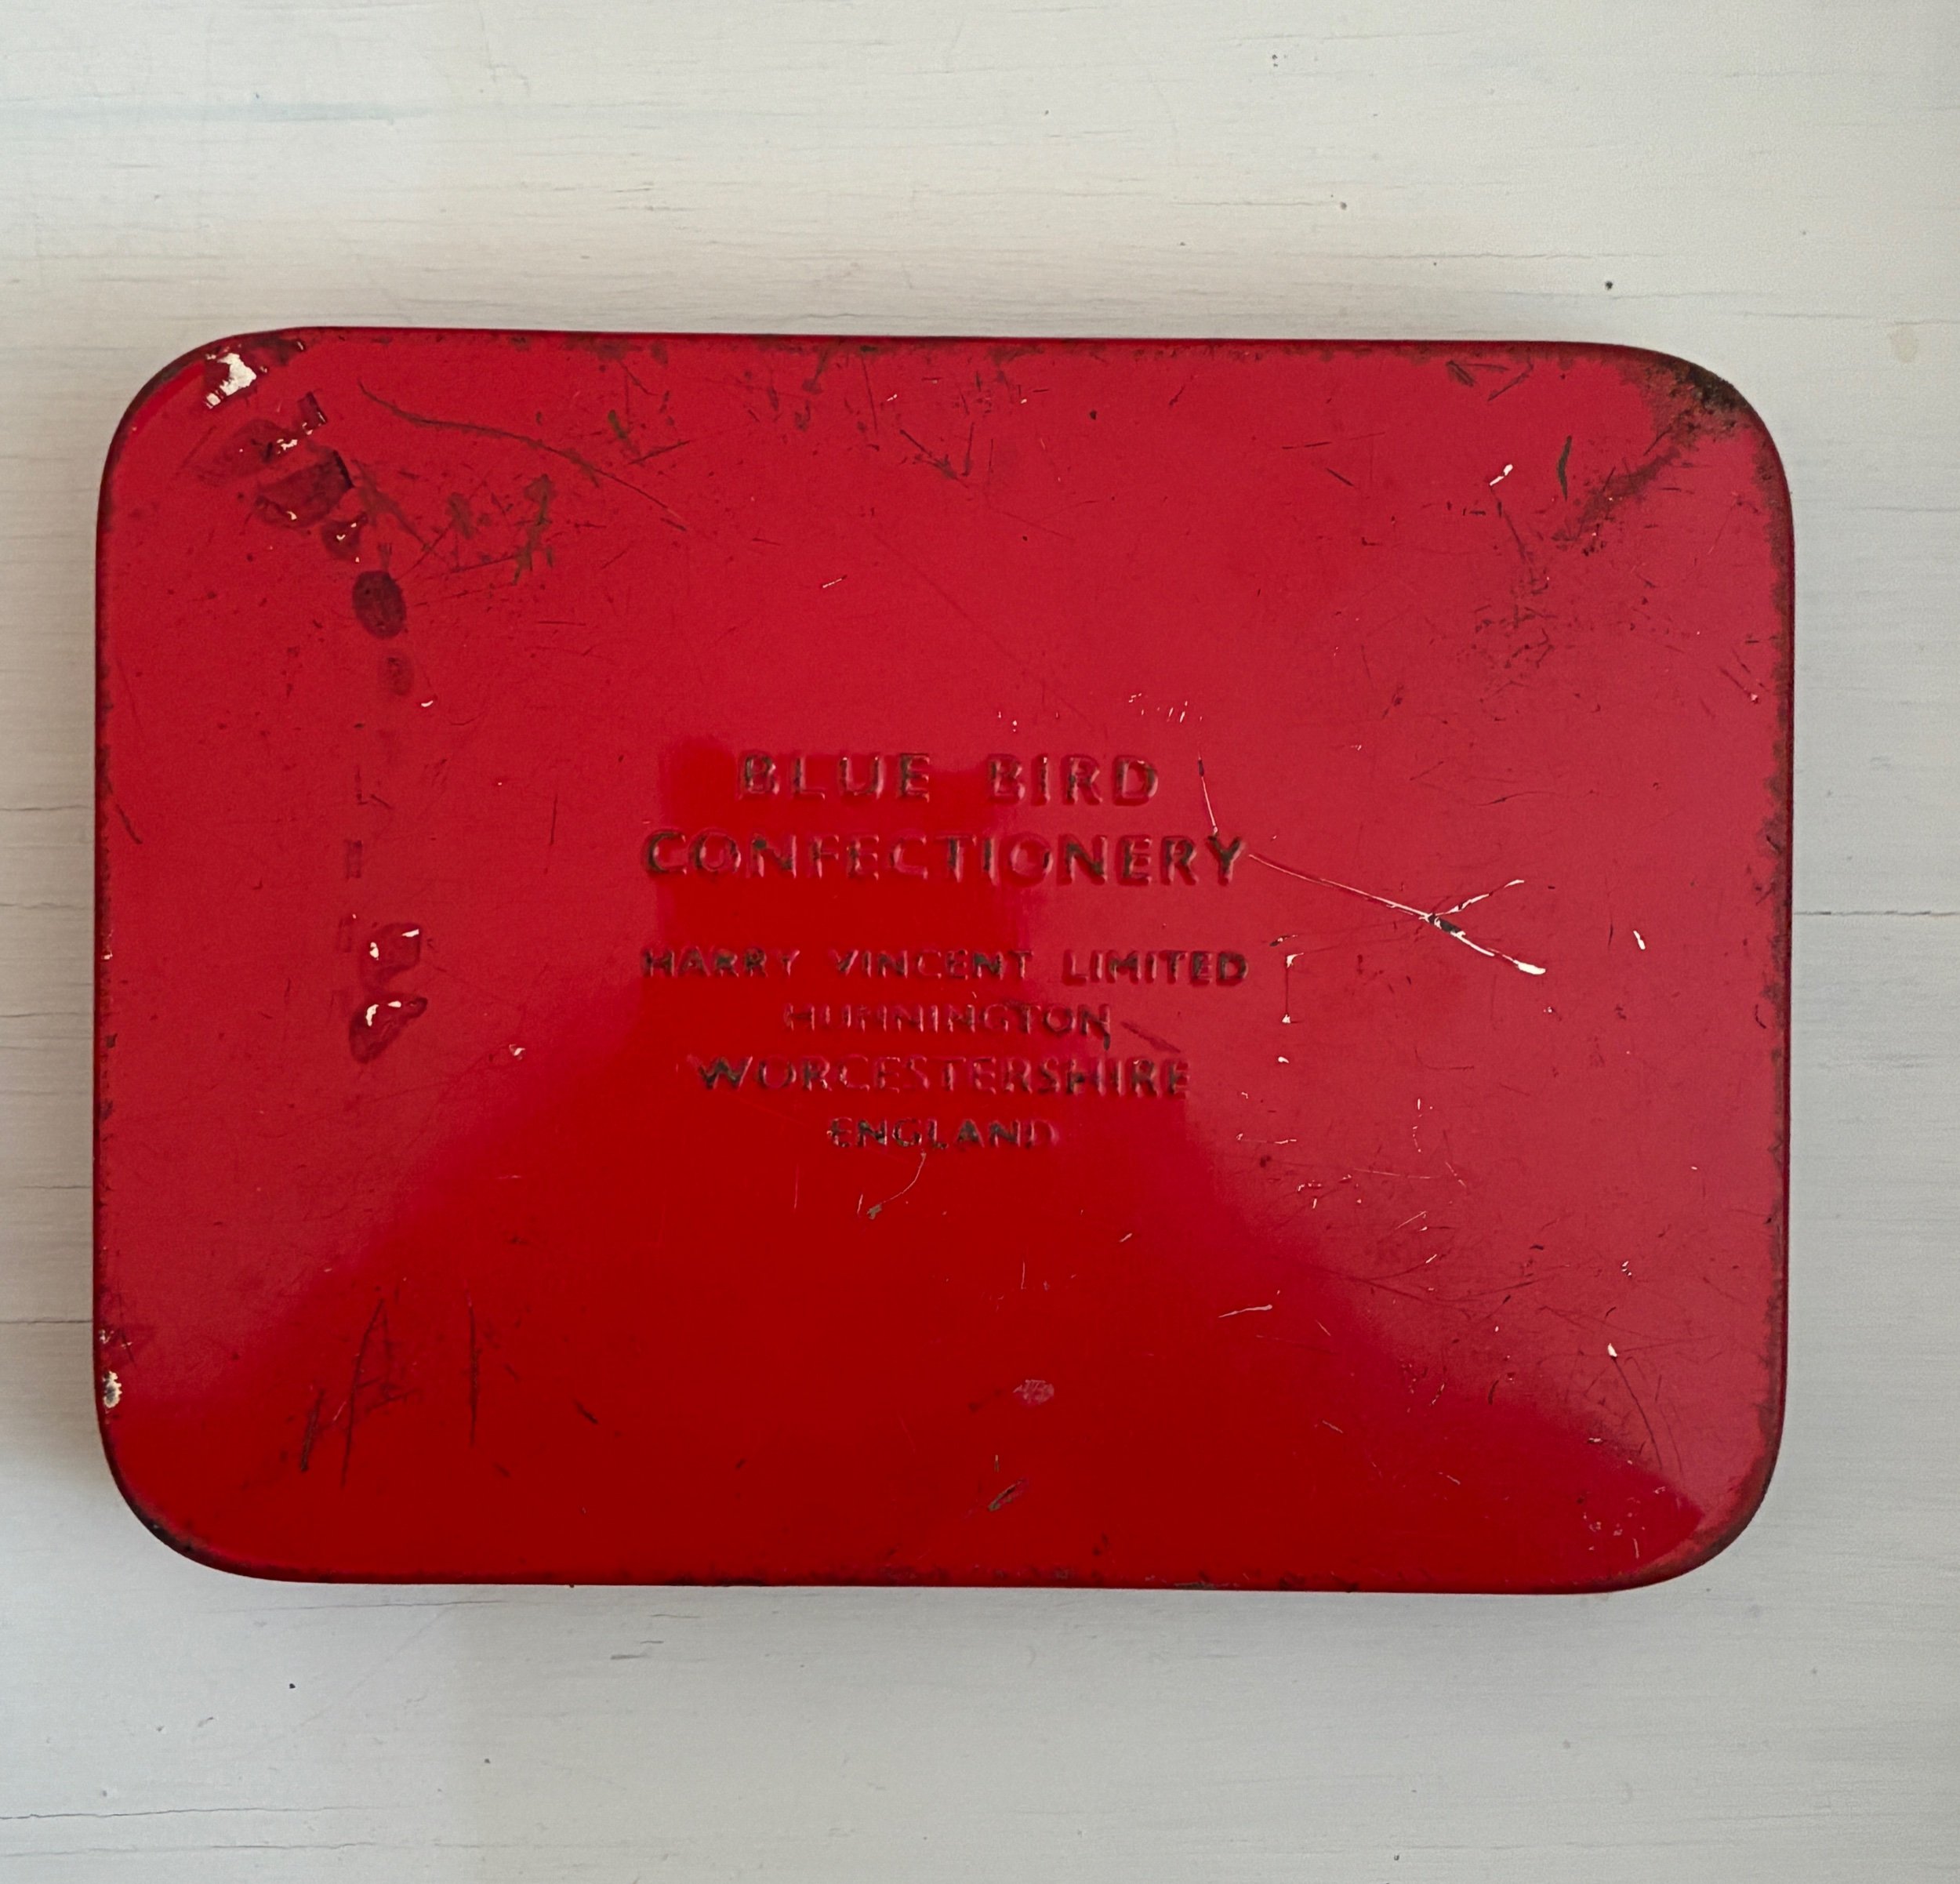 BLUE BIRD
CONFECTIONERY
HARRY VINCENT LIMITED
HUNNINGTON
WORCESTERSHIRE
ENGLAND